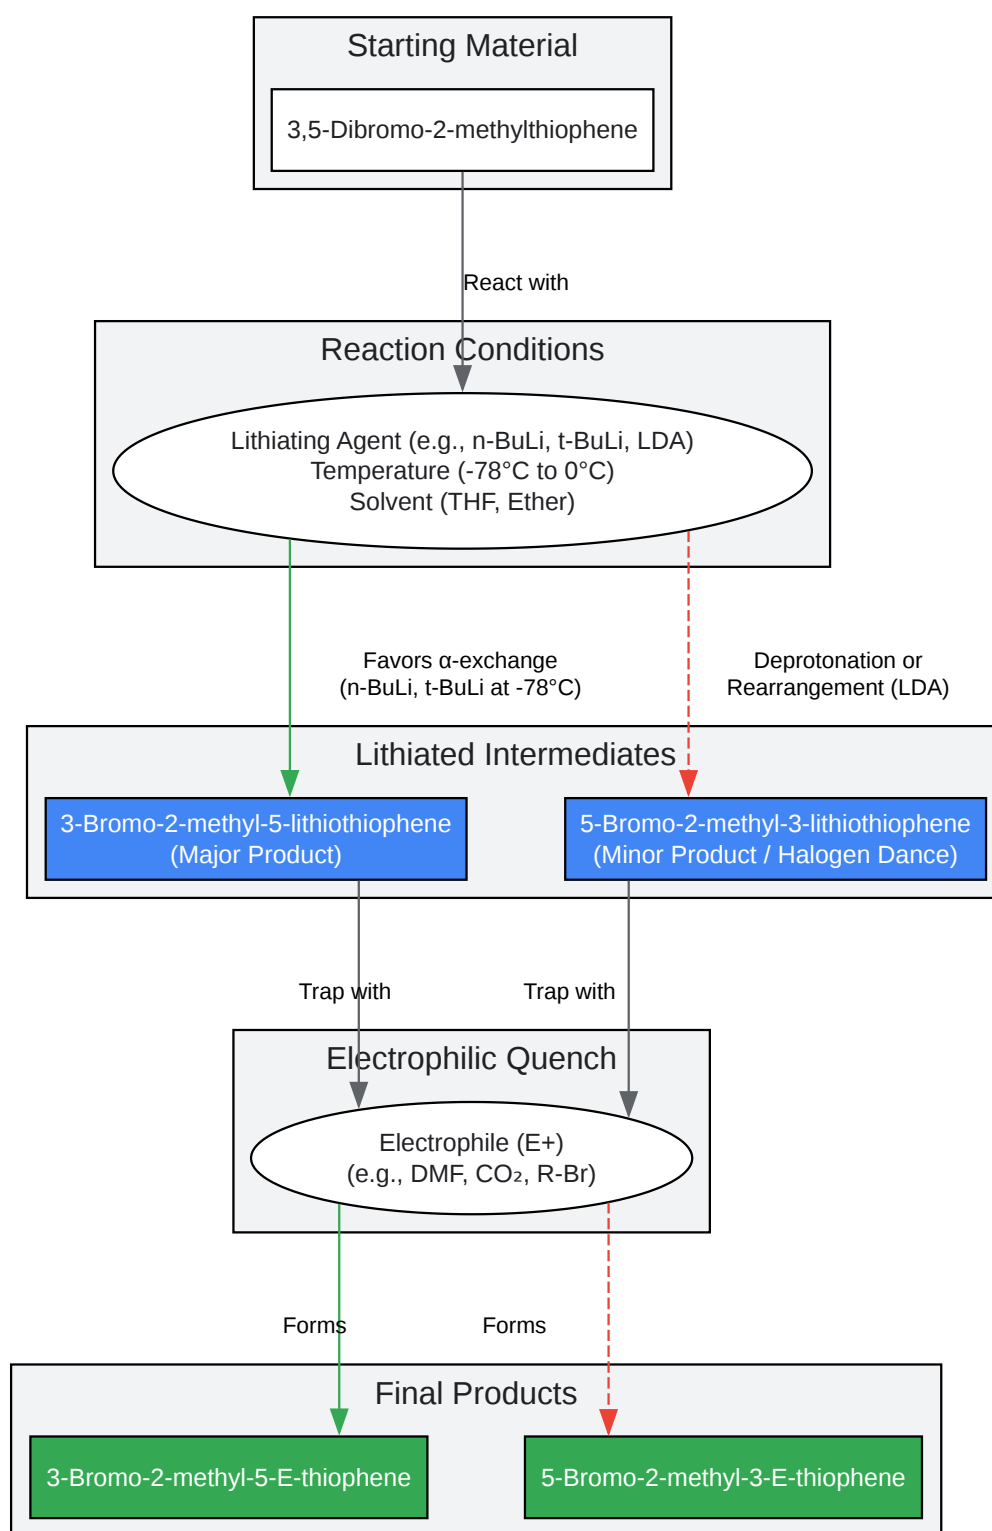 Starting Material
3,5-Dibromo-2-methylthiophene
React with
Reaction Conditions
Lithiating Agent (e.g., n-BuLi, t-BuLi, LDA)
Temperature (-78°C to 0°C)
Solvent (THF, Ether)
Favors α-exchange
(n-BuLi, t-BuLi at -78°C)
Deprotonation or
Rearrangement (LDA)
Lithiated Intermediates
3-Bromo-2-methyl-5-lithiothiophene
(Major Product)
5-Bromo-2-methyl-3-lithiothiophene
(Minor Product / Halogen Dance)
Trap with
Trap with
Electrophilic Quench
Electrophile (E+)
(e.g., DMF, CO₂, R-Br)
Forms
Forms
Final Products
3-Bromo-2-methyl-5-E-thiophene
5-Bromo-2-methyl-3-E-thiophene